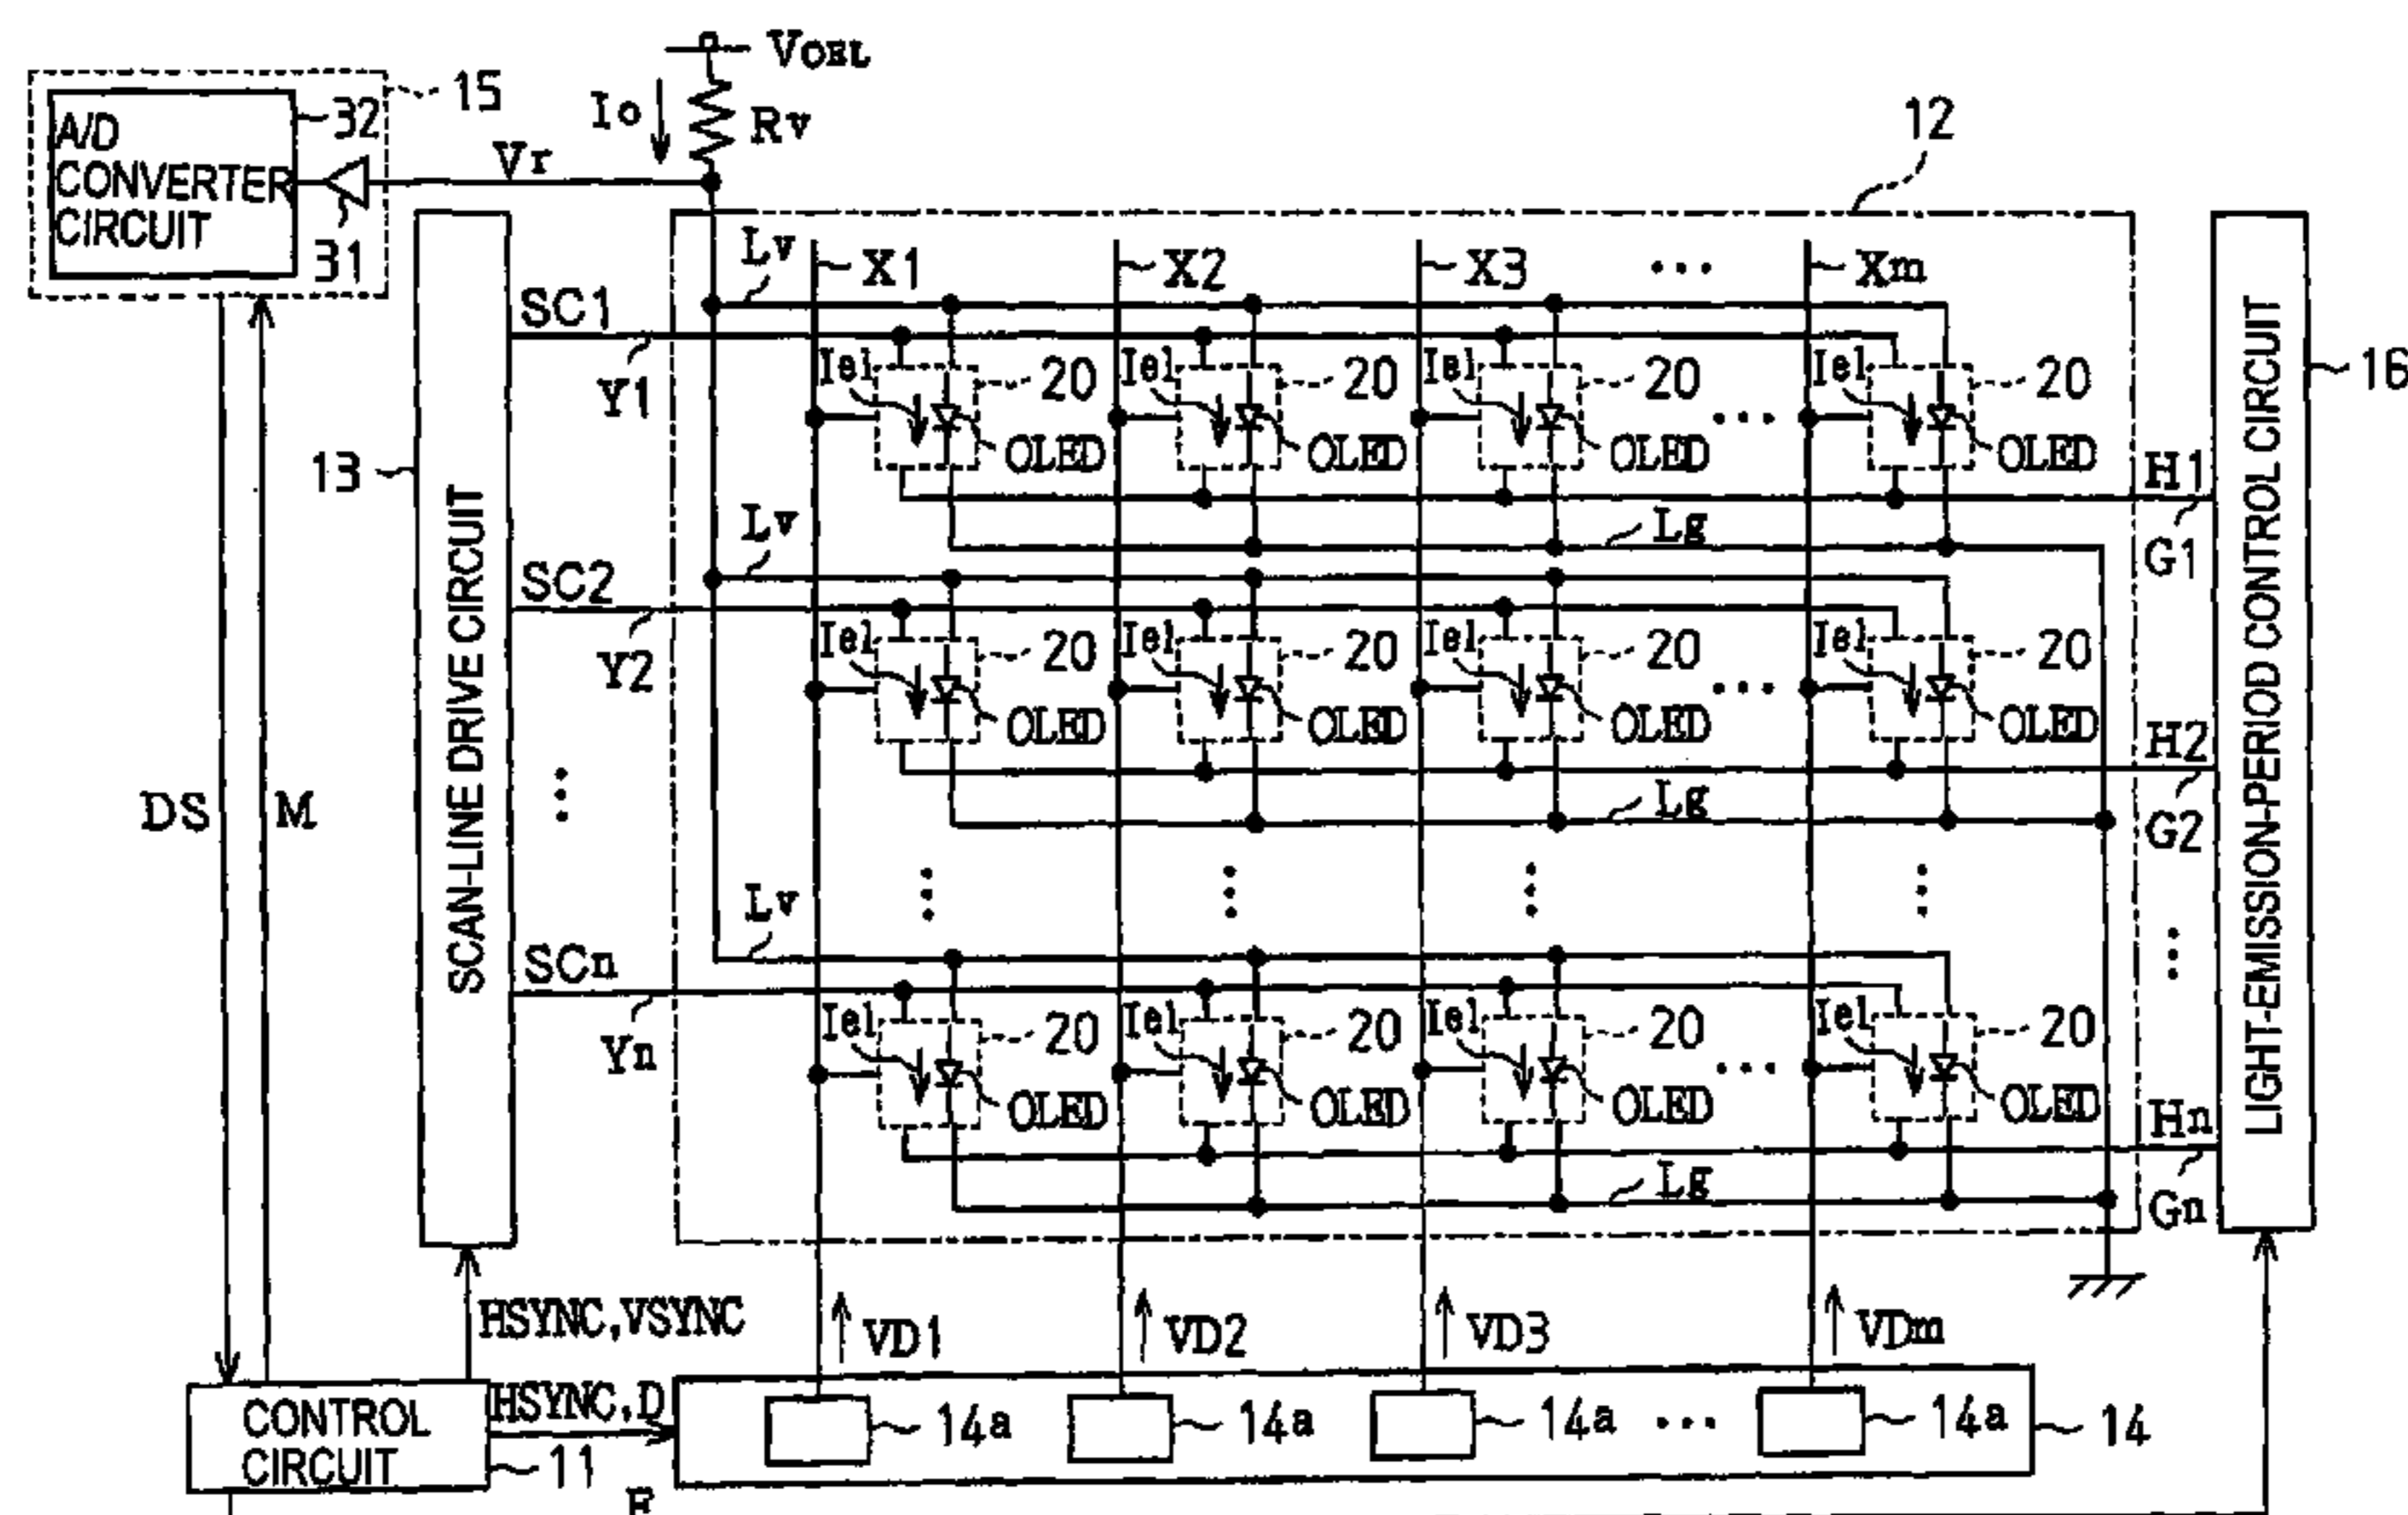 VOEL
15
32
Io
Rv
12
A/D
CONVERTER
CIRCUIT
Vr
31
Lv
X1
X2
X3
...
Xm
SC1
Y1
Iel
20
OLED
Iel
20
OLED
Iel
20
OLED
...
Iel
20
OLED
16
13
SCAN-LINE DRIVE CIRCUIT
LIGHT-EMISSION-PERIOD CONTROL CIRCUIT
H1
G1
Lg
Lv
SC2
Y2
Iel
20
OLED
Iel
20
OLED
Iel
20
OLED
...
Iel
20
OLED
H2
G2
Lg
DS
M
Lv
SCn
Yn
Iel
20
OLED
Iel
20
OLED
Iel
20
OLED
...
Iel
20
OLED
Hn
Gn
Lg
HSYNC,VSYNC
VD1
VD2
VD3
VDm
CONTROL
CIRCUIT
11
HSYNC,D
14a
14a
14a
...
14a
14